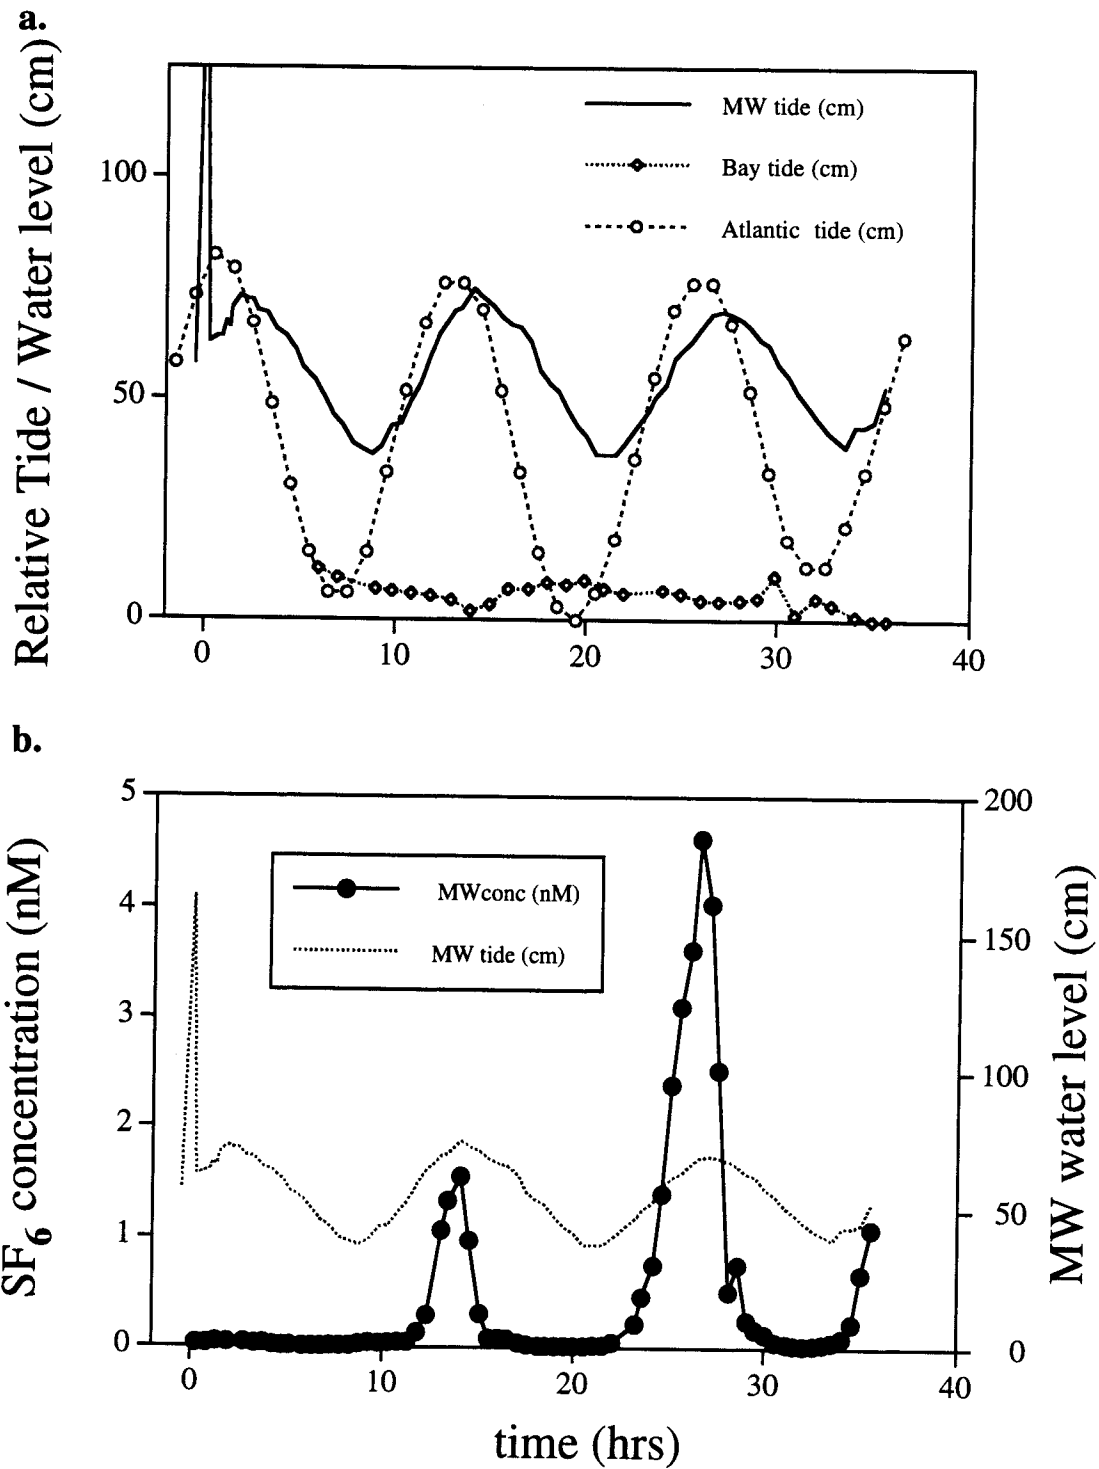 a.
Relative Tide / Water level (cm)
100
50
0
MW tide (cm)
Bay tide (cm)
Atlantic tide (cm)
0 10 20 30 40
b.
SF6 concentration (nM)
5
4
3
2
1
0
MWconc (nM)
MW tide (cm)
200
150
100
50
0
MW water level (cm)
0 10 20 30 40
time (hrs)